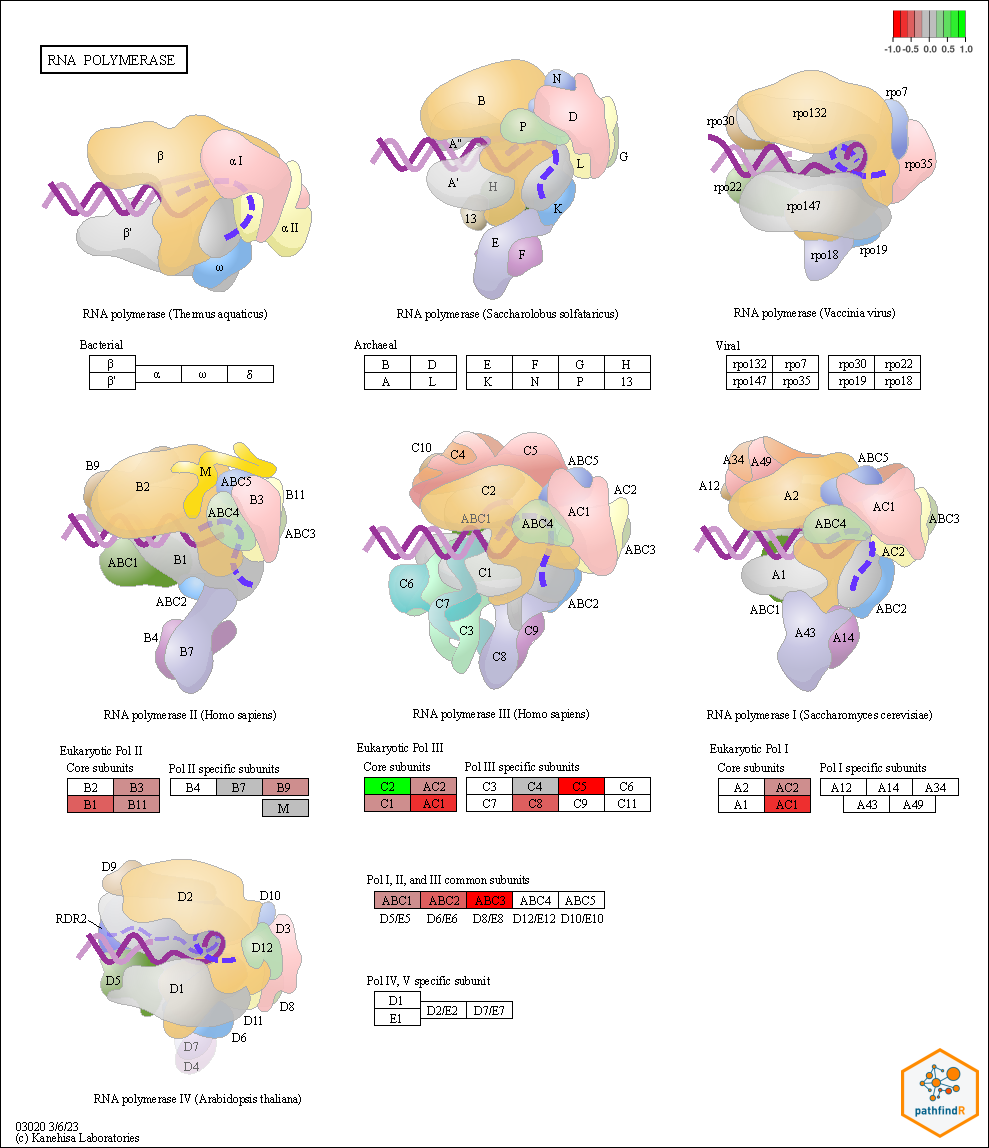 -1.0 -0.5 0.0 0.5 1.0
RNA POLYMERASE
β
α I
β'
α II
ω
RNA polymerase (Thermus aquaticus)
N
B
D
P
A''
G
L
A'
H
K
13
E
F
RNA polymerase (Saccharolobus solfataricus)
rpo7
rpo132
rpo30
rpo35
rpo22
rpo147
rpo18
rpo19
RNA polymerase (Vaccinia virus)
Bacterial
β
β'
α ω δ
Archaeal
B D E F G H
A L K N P 13
Viral
rpo132 rpo7 rpo30 rpo22
rpo147 rpo35 rpo19 rpo18
B9
M
B2
ABC5
B3
B11
ABC4
ABC3
ABC1
B1
ABC2
B4
B7
RNA polymerase II (Homo sapiens)
C10
C4
C5
ABC5
C2
AC2
ABC1
ABC4
AC1
ABC3
C6
C1
C7
ABC2
C3
C9
C8
RNA polymerase III (Homo sapiens)
A34
A49
ABC5
A12
A2
AC1
ABC4
ABC3
AC2
A1
ABC1
ABC2
A43
A14
RNA polymerase I (Saccharomyces cerevisiae)
Eukaryotic Pol II
Core subunits Pol II specific subunits
B2 B3 B4 B7 B9
B1 B11 M
Eukaryotic Pol III
Core subunits Pol III specific subunits
C2 AC2 C3 C4 C5 C6
C1 AC1 C7 C8 C9 C11
Eukaryotic Pol I
Core subunits Pol I specific subunits
A2 AC2 A12 A14 A34
A1 AC1 A43 A49
D9
D2
D10
RDR2
D3
D12
D5
D1
D8
D11
D6
D7
D4
RNA polymerase IV (Arabidopsis thaliana)
Pol I, II, and III common subunits
ABC1 ABC2 ABC3 ABC4 ABC5
D5/E5 D6/E6 D8/E8 D12/E12 D10/E10
Pol IV, V specific subunit
D1
E1
D2/E2 D7/E7
03020 3/6/23
(c) Kanehisa Laboratories
pathfindR